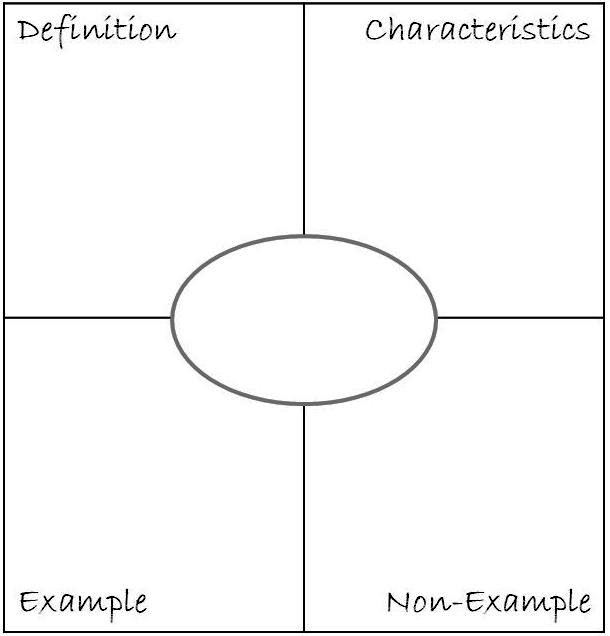 Definition
Characteristics
Example
Non-Example